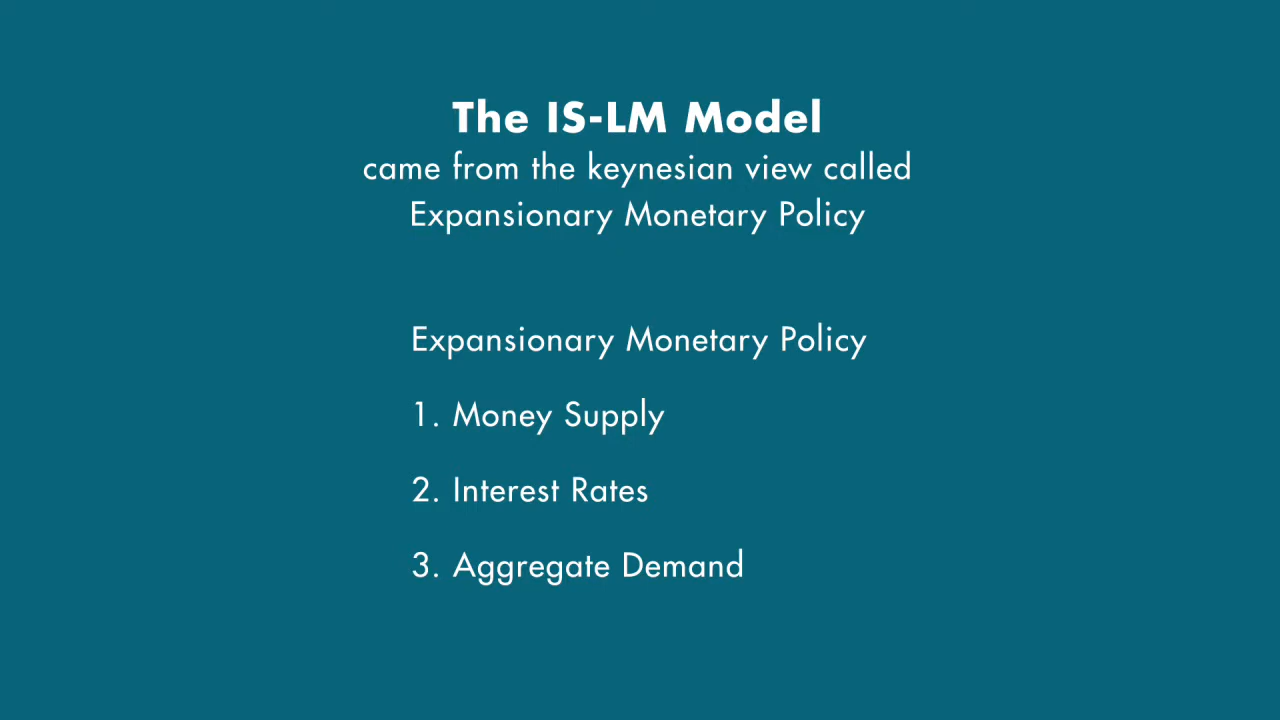 The IS-LM Model
came from the keynesian view called
Expansionary Monetary Policy
Expansionary Monetary Policy
1. Money Supply
2. Interest Rates
3. Aggregate Demand